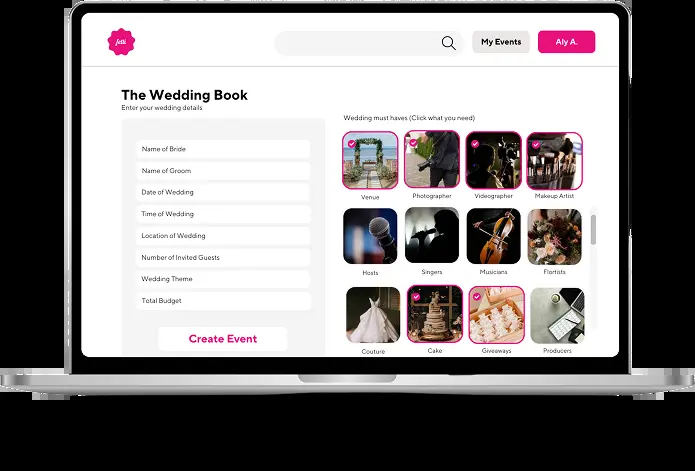 fetii
My Events
Aly A.
The Wedding Book
Enter your wedding details
Name of Bride
Name of Groom
Date of Wedding
Time of Wedding
Location of Wedding
Number of Invited Guests
Wedding Theme
Total Budget
Create Event
Wedding must haves (Click what you need)
Venue
Photographer
Videographer
Makeup Artist
Hosts
Singers
Musicians
Flortists
Couture
Cake
Giveaways
Producers